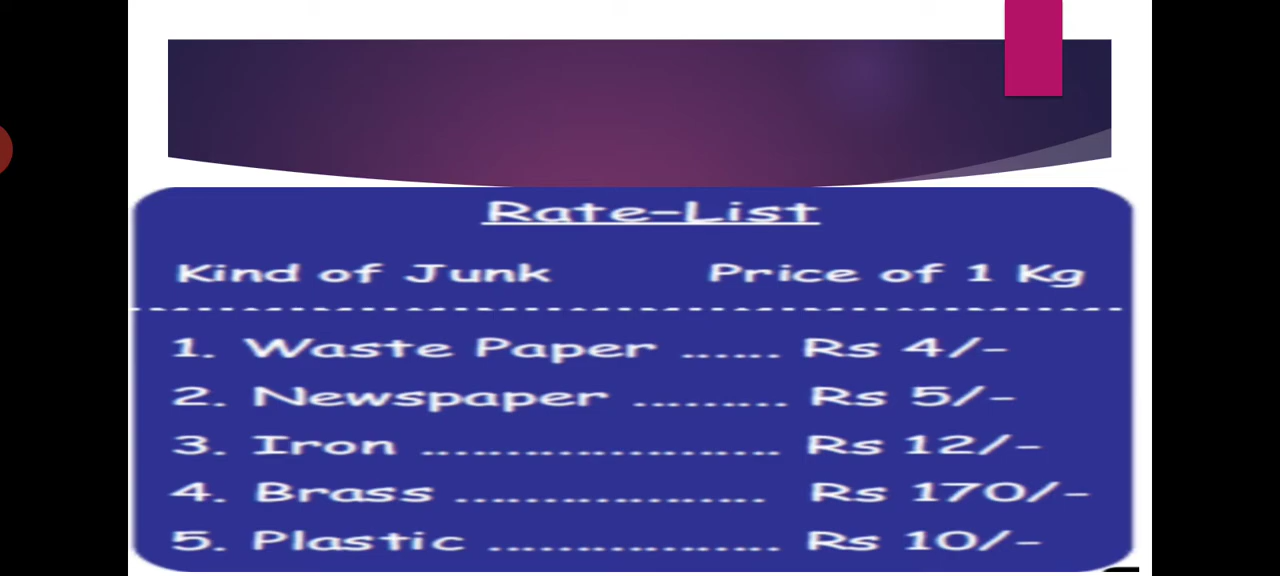 Rate-List
Kind of Junk Price of 1 Kg
1. Waste Paper ...... Rs 4/-
2. Newspaper ......... Rs 5/-
3. Iron ..................... Rs 12/-
4. Brass .................. Rs 170/-
5. Plastic ................. Rs 10/-